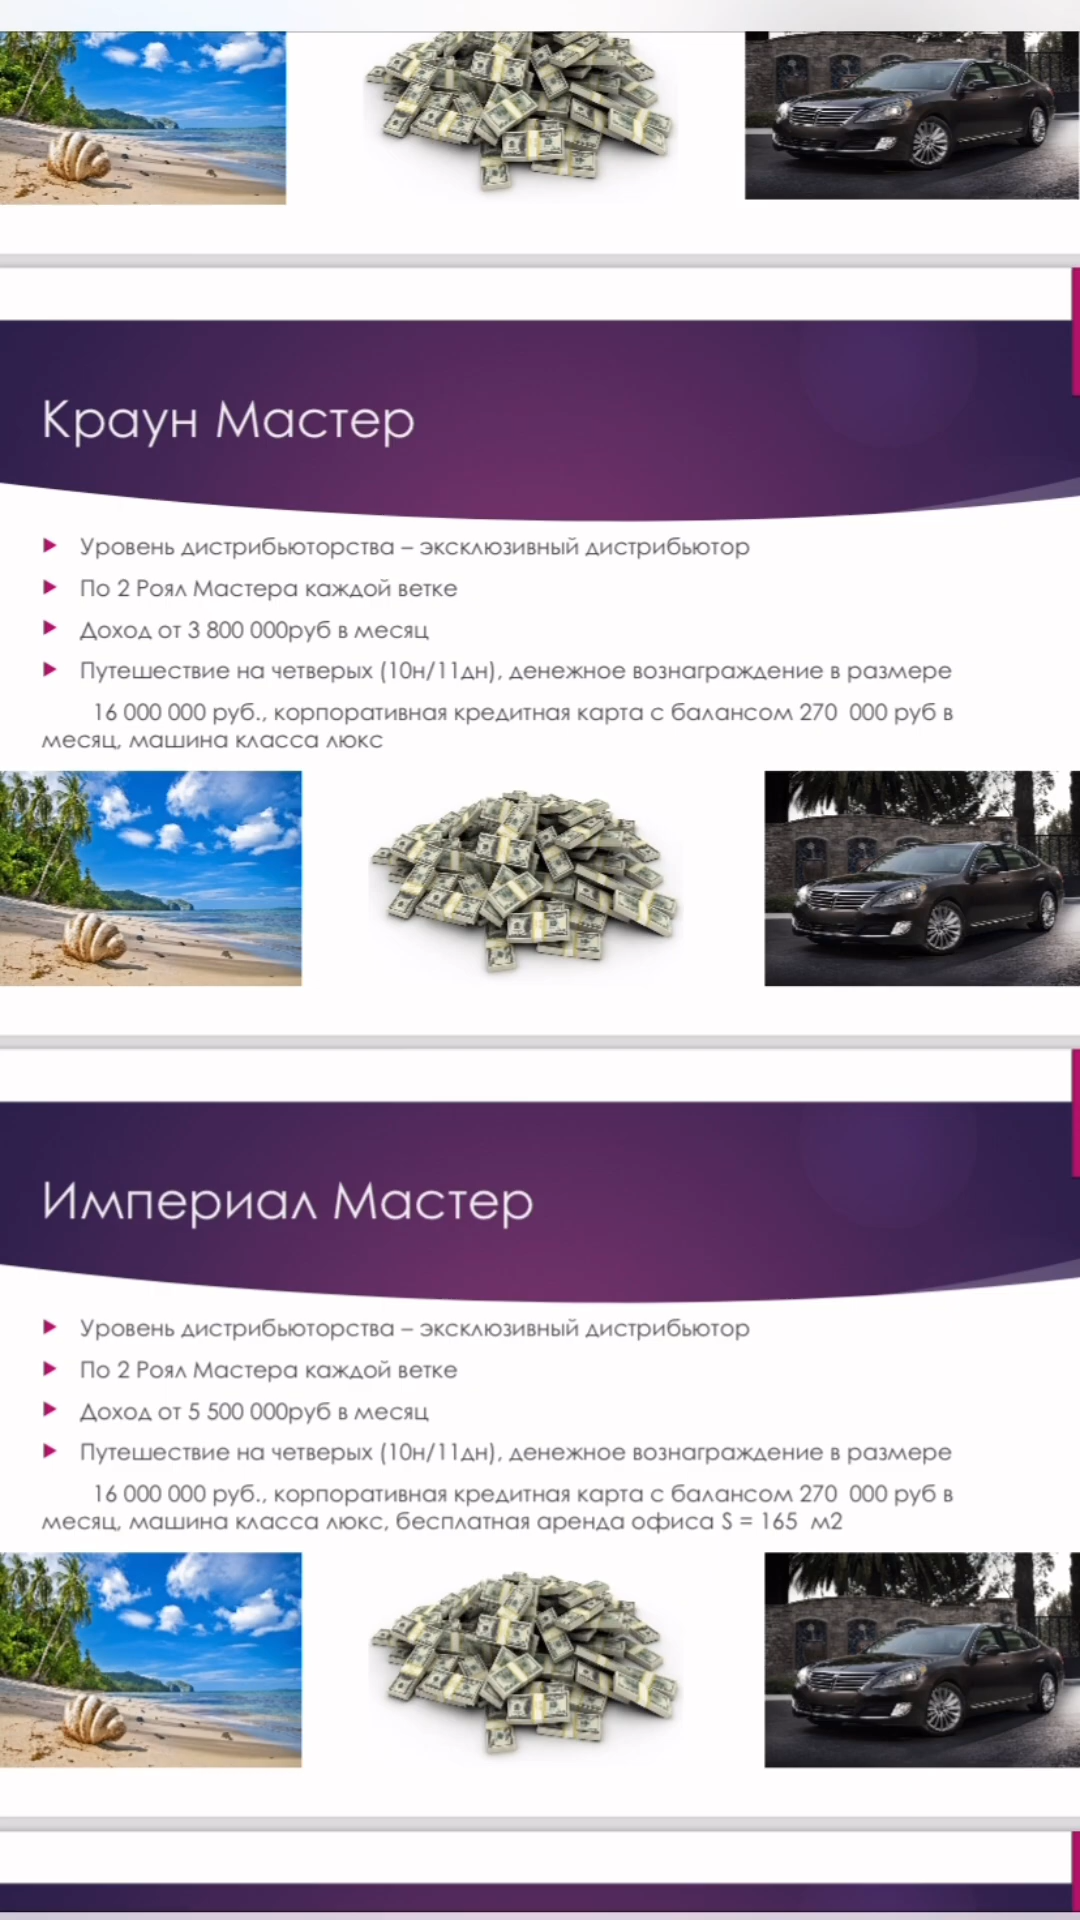 Краун Мастер
Уровень дистрибьюторства – эксклюзивный дистрибьютор
По 2 Роял Мастера каждой ветке
Доход от 3 800 000руб в месяц
Путешествие на четверых (10н/11дн), денежное вознаграждение в размере
16 000 000 руб., корпоративная кредитная карта с балансом 270 000 руб в
месяц, машина класса люкс
Империал Мастер
Уровень дистрибьюторства – эксклюзивный дистрибьютор
По 2 Роял Мастера каждой ветке
Доход от 5 500 000руб в месяц
Путешествие на четверых (10н/11дн), денежное вознаграждение в размере
16 000 000 руб., корпоративная кредитная карта с балансом 270 000 руб в
месяц, машина класса люкс, бесплатная аренда офиса S = 165 м2